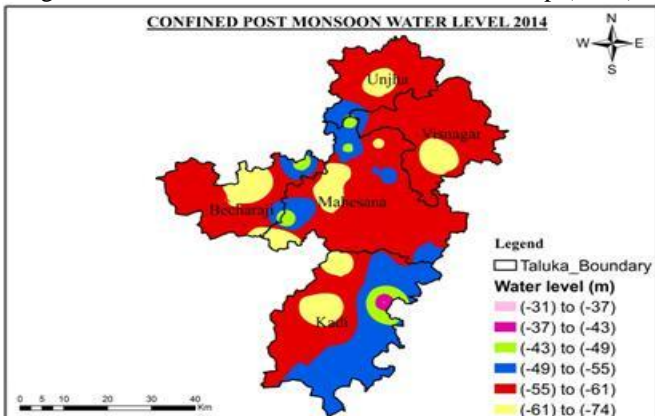 CONFINED POST MONSOON WATER LEVEL 2014
N
W E
S
Unjha
Visnagar
Mahesana
Becharaji
Kadi
Legend
Taluka_Boundary
Water level (m)
(-31) to (-37)
(-37) to (-43)
(-43) to (-49)
(-49) to (-55)
(-55) to (-61)
(-61) to (-74)
0 5 10 20 30 40
Km